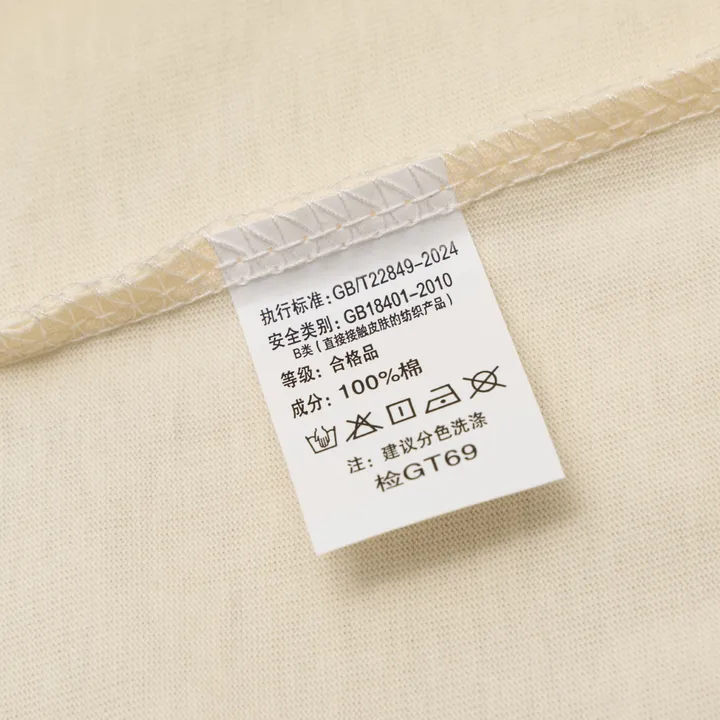 执行标准:GB/T22849-2024
安全类别:GB18401-2010
B类(直接接触皮肤的纺织产品)
等级:合格品
成分:100%棉
注:建议分色洗涤
检GT69